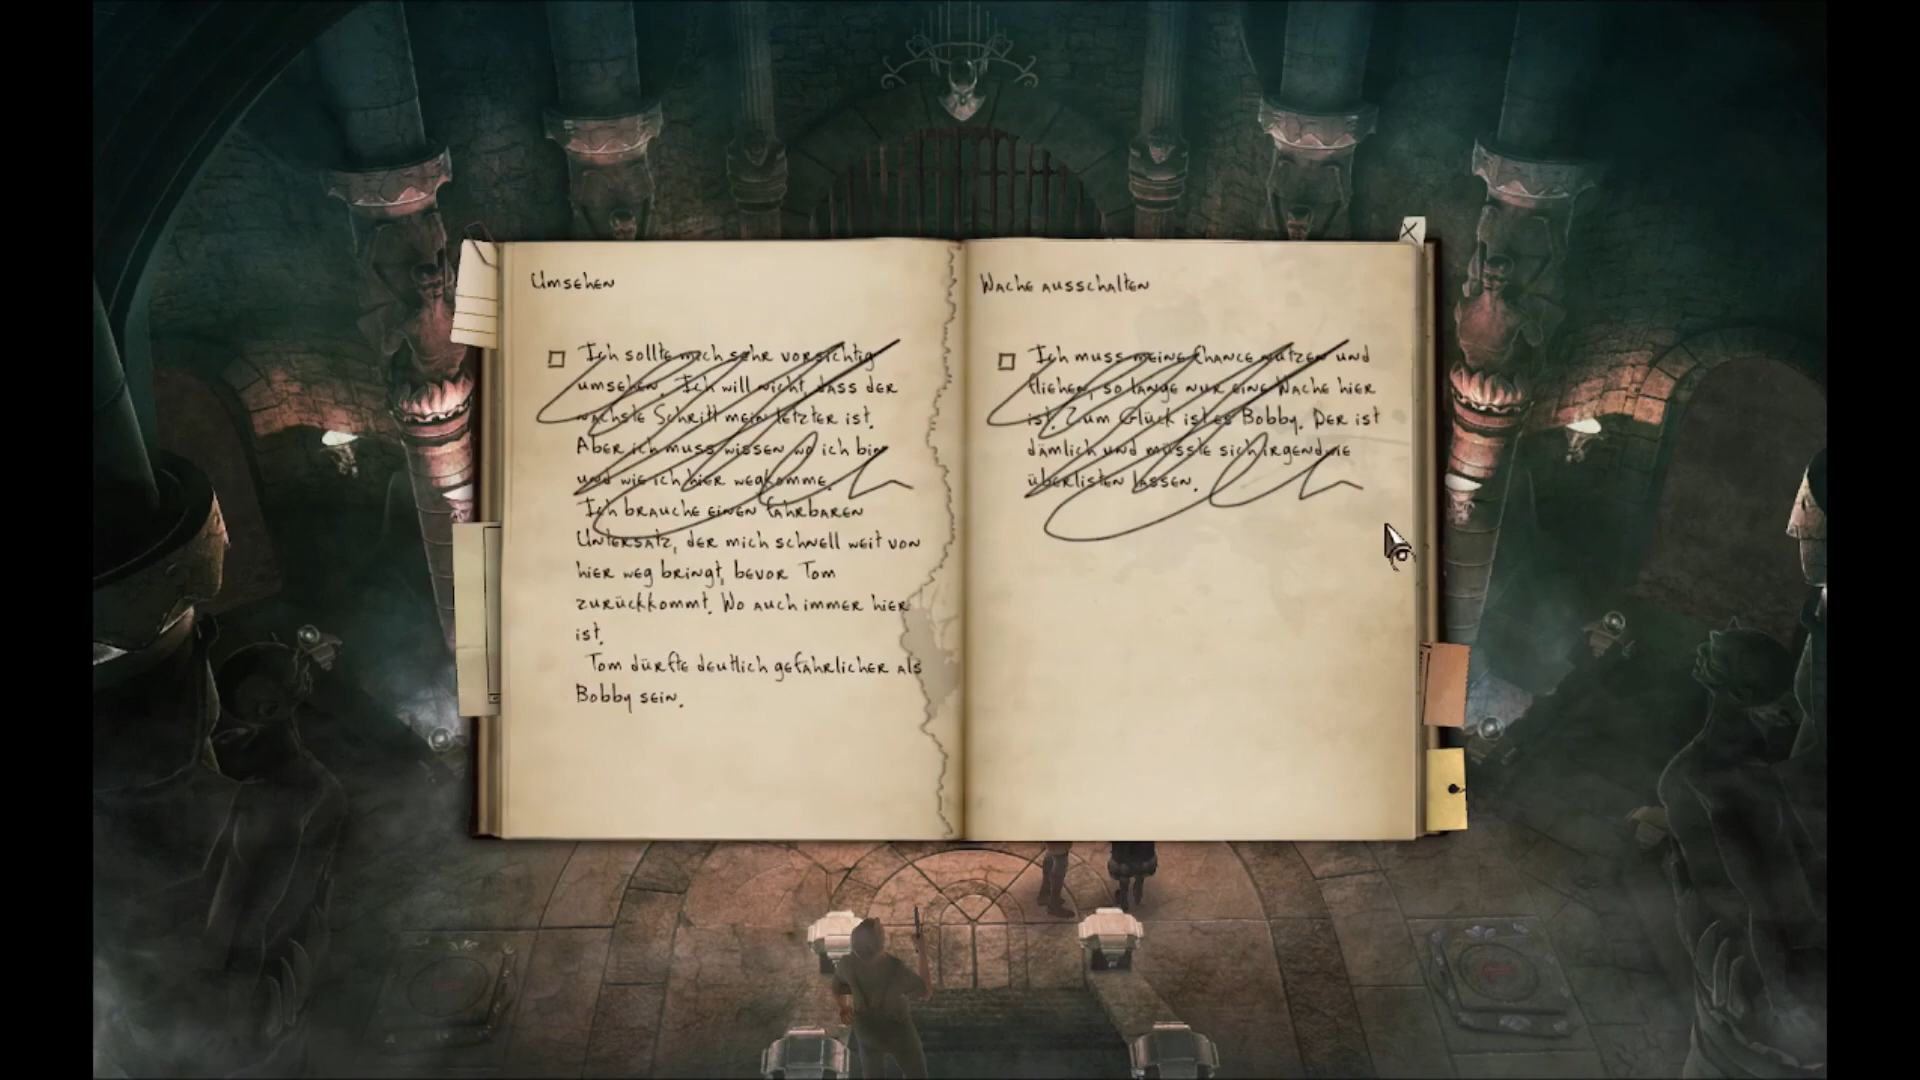 Umsehen
Ich sollte mich sehr vorsichtig
umsehen. Ich will nicht, dass der
nächste Schritt mein letzter ist.
Aber ich muss wissen wo ich bin
und wie ich hier wegkomme.
Ich brauche einen fahrbaren
Untersatz, der mich schnell weit von
hier weg bringt, bevor Tom
zurückkommt. Wo auch immer hier
ist.
Tom dürfte deutlich gefährlicher als
Bobby sein.
Wache ausschalten
Ich muss meine Chance nutzen und
fliehen, so lange nur eine Wache hier
ist. Zum Glück ist es Bobby. Der ist
dämlich und müsste sich irgendwie
überlisten lassen.